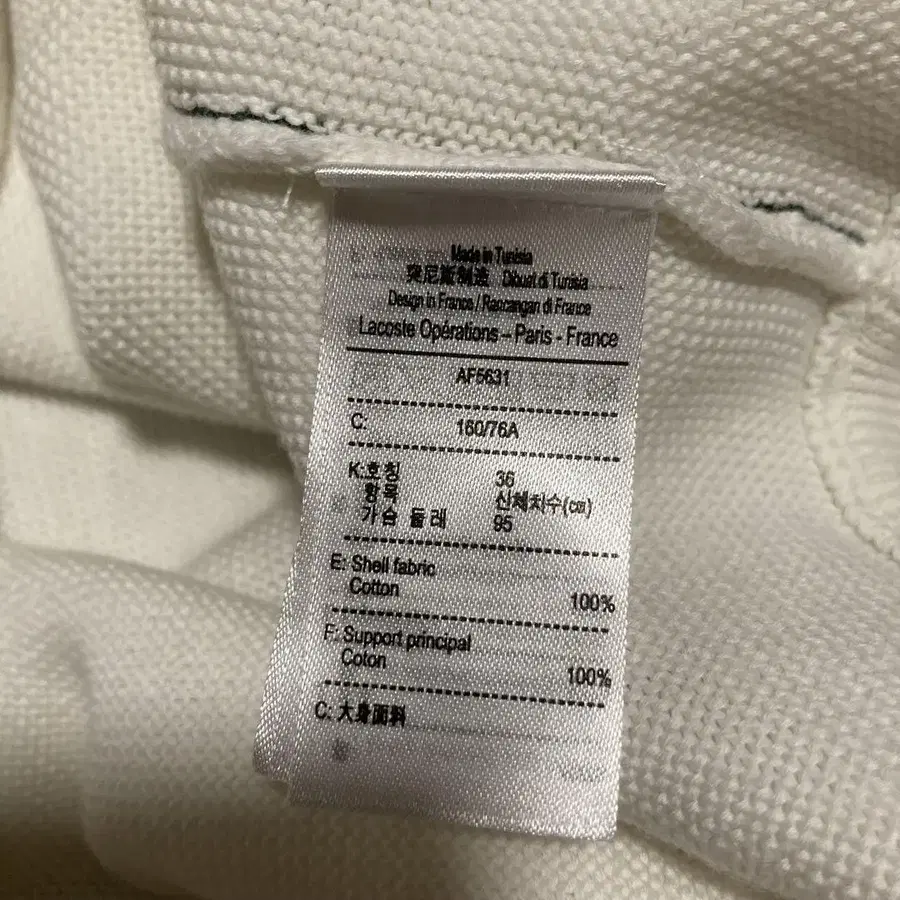 Made in Tunisia
突尼斯制造 Dibuat di Tunisia
Design in France / Rancangan di France
Lacoste Opérations – Paris - France
AF5631
C: 160/76A
K: 호칭 36
항목 신체치수(cm)
가슴 둘레 95
E: Shell fabric
Cotton 100%
F: Support principal
Coton 100%
C: 大身面料